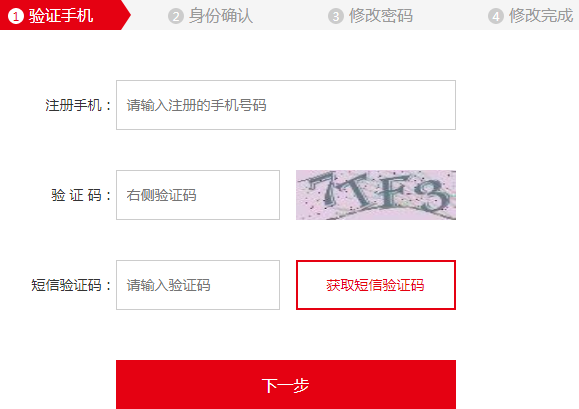 1 验证手机 2 身份确认 3 修改密码 4 修改完成
注册手机： 请输入注册的手机号码
验 证 码： 右侧验证码 7TF3
短信验证码： 请输入验证码 获取短信验证码
下一步